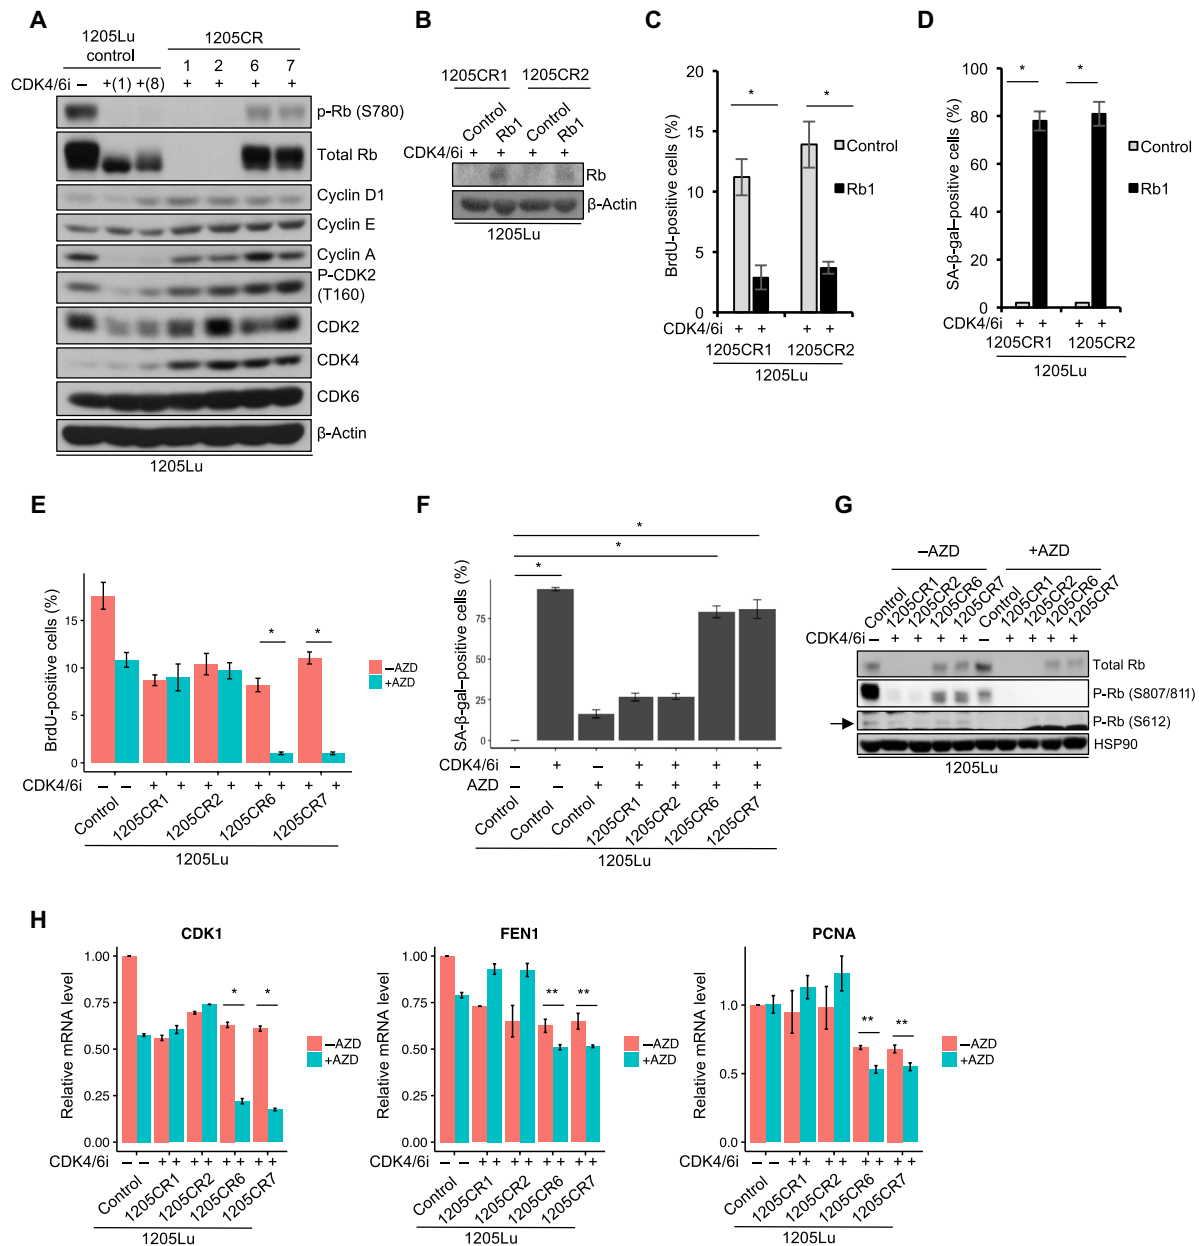 A
1205Lu
control
1205CR
1 2 6 7
CDK4/6i – +(1) +(8) + + + +
p-Rb (S780)
Total Rb
Cyclin D1
Cyclin E
Cyclin A
P-CDK2
(T160)
CDK2
CDK4
CDK6
β-Actin
1205Lu
B
1205CR1 1205CR2
Control Rb1 Control Rb1
CDK4/6i + + + +
Rb
β-Actin
1205Lu
C
BrdU-positive cells (%)
20
15
10
5
0
* *
Control
Rb1
CDK4/6i + + + +
1205CR1 1205CR2
1205Lu
D
SA-β-gal–positive cells (%)
100
80
60
40
20
0
* *
Control
Rb1
CDK4/6i + + + +
1205CR1 1205CR2
1205Lu
E
BrdU-positive cells (%)
15
10
5
0
* *
–AZD
+AZD
CDK4/6i – – + + + + + + + +
Control 1205CR1 1205CR2 1205CR6 1205CR7
1205Lu
F
SA-β-gal–positive cells (%)
75
50
25
0
*
*
*
CDK4/6i – + – + + + +
AZD – – + + + + +
Control Control Control 1205CR1 1205CR2 1205CR6 1205CR7
1205Lu
G
–AZD +AZD
Control 1205CR1 1205CR2 1205CR6 1205CR7 Control 1205CR1 1205CR2 1205CR6 1205CR7
CDK4/6i – + + + + – + + + +
Total Rb
P-Rb (S807/811)
P-Rb (S612)
HSP90
1205Lu
H
CDK1
Relative mRNA level
1.00
0.75
0.50
0.25
0.00
* *
–AZD
+AZD
CDK4/6i – – + + + + + + + +
Control 1205CR1 1205CR2 1205CR6 1205CR7
1205Lu
FEN1
Relative mRNA level
1.00
0.75
0.50
0.25
0.00
** **
–AZD
+AZD
CDK4/6i – – + + + + + + + +
Control 1205CR1 1205CR2 1205CR6 1205CR7
1205Lu
PCNA
Relative mRNA level
1.0
0.5
0.0
** **
–AZD
+AZD
CDK4/6i – – + + + + + + + +
Control 1205CR1 1205CR2 1205CR6 1205CR7
1205Lu